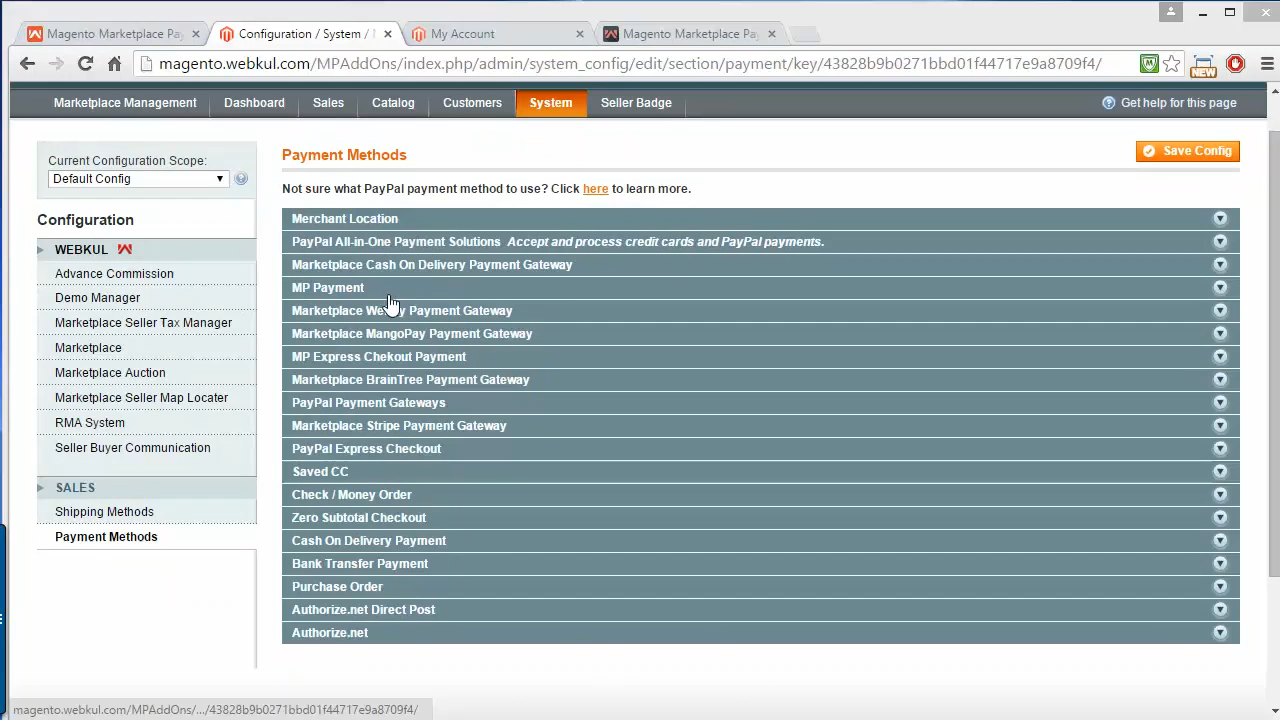 Magento Marketplace Pay
Configuration / System /
My Account
Magento Marketplace Pay
magento.webkul.com/MPAddOns/index.php/admin/system_config/edit/section/payment/key/43828b9b0271bbd01f44717e9a8709f4/
NEW
Marketplace Management Dashboard Sales Catalog Customers System Seller Badge Get help for this page
Current Configuration Scope:
Default Config
Configuration
WEBKUL
Advance Commission
Demo Manager
Marketplace Seller Tax Manager
Marketplace
Marketplace Auction
Marketplace Seller Map Locater
RMA System
Seller Buyer Communication
SALES
Shipping Methods
Payment Methods
Payment Methods
Save Config
Not sure what PayPal payment method to use? Click here to learn more.
Merchant Location
PayPal All-in-One Payment Solutions Accept and process credit cards and PayPal payments.
Marketplace Cash On Delivery Payment Gateway
MP Payment
Marketplace Payment Gateway
Marketplace MangoPay Payment Gateway
MP Express Chekout Payment
Marketplace BrainTree Payment Gateway
PayPal Payment Gateways
Marketplace Stripe Payment Gateway
PayPal Express Checkout
Saved CC
Check / Money Order
Zero Subtotal Checkout
Cash On Delivery Payment
Bank Transfer Payment
Purchase Order
Authorize.net Direct Post
Authorize.net
magento.webkul.com/MPAddOns/.../43828b9b0271bbd01f44717e9a8709f4/